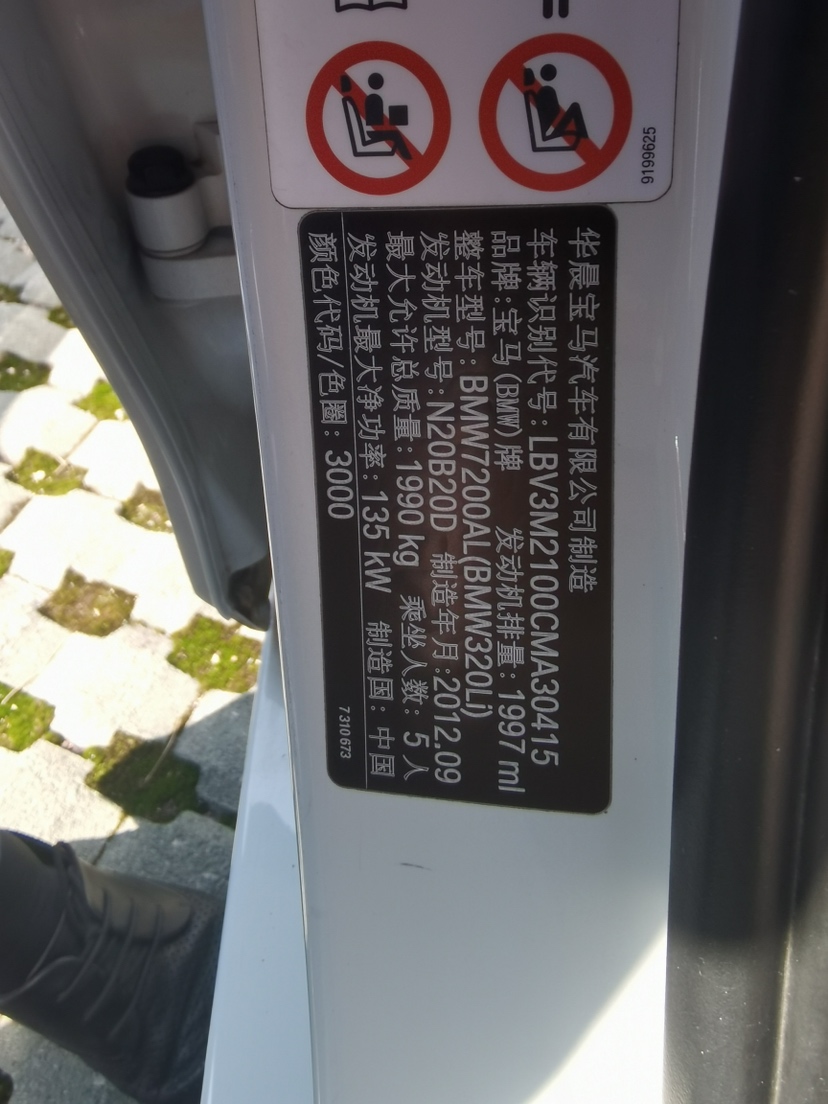 9199625
华晨宝马汽车有限公司制造
车辆识别代号:LBV3M2100CMA30415
品牌:宝马(BMW)牌 发动机排量:1997 ml
整车型号:BMW7200AL(BMW320Li)
发动机型号:N20B20D 制造年月:2012.09
最大允许总质量:1990 kg 乘坐人数: 5 人
发动机最大净功率:135 kW 制造国:中国
颜色代码/色圈:3000
7310673